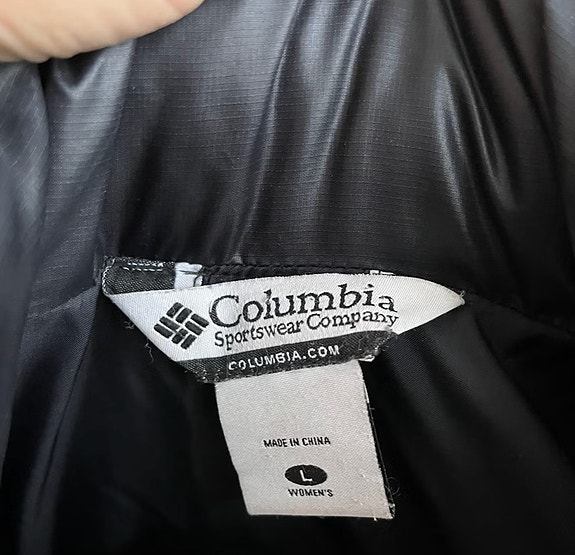 Columbia
Sportswear Company
COLUMBIA.COM
MADE IN CHINA
L
WOMEN'S